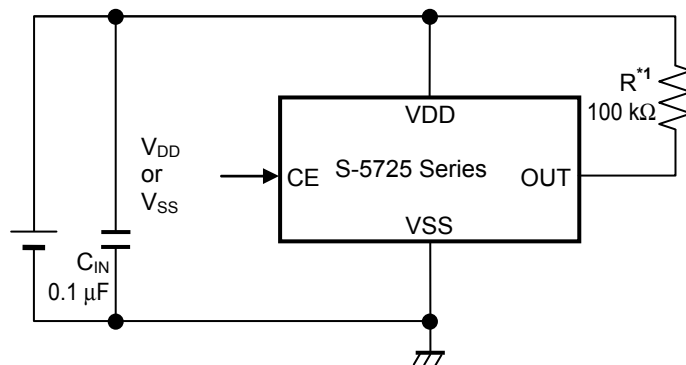 R*1
100 kΩ
VDD
VDD
or
VSS
CE
S-5725 Series
OUT
VSS
CIN
0.1 μF